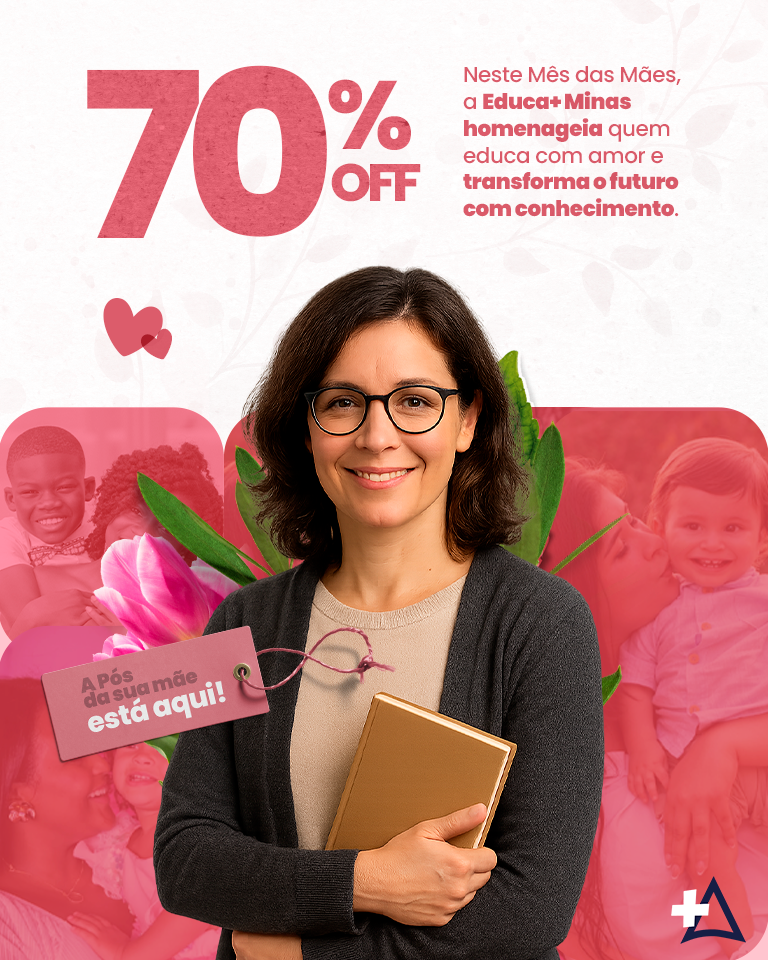 70%
OFF
Neste Mês das Mães,
a Educa+ Minas
homenageia quem
educa com amor e
transforma o futuro
com conhecimento.
A Pós
da sua mãe
está aqui!